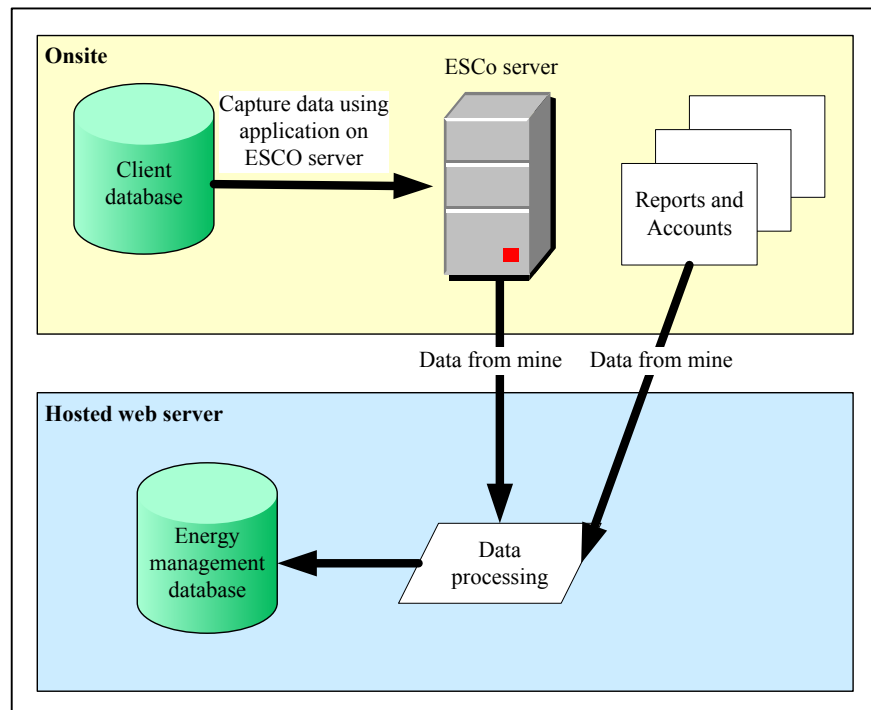 Onsite
ESCo server
Capture data using
application on
ESCO server
Client
database
Reports and
Accounts
Data from mine
Data from mine
Hosted web server
Energy
management
database
Data
processing